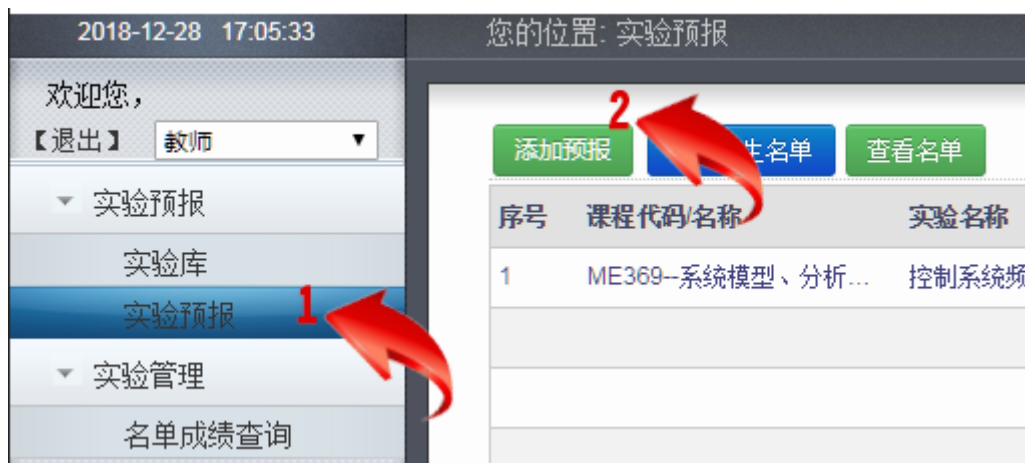 2018-12-28 17:05:33
您的位置: 实验预报
欢迎您，
【退出】 教师
2
添加预报 生名单 查看名单
实验预报
序号 课程代码/名称 实验名称
实验库
1 ME369--系统模型、分析... 控制系统频
实验预报 1
实验管理
名单成绩查询